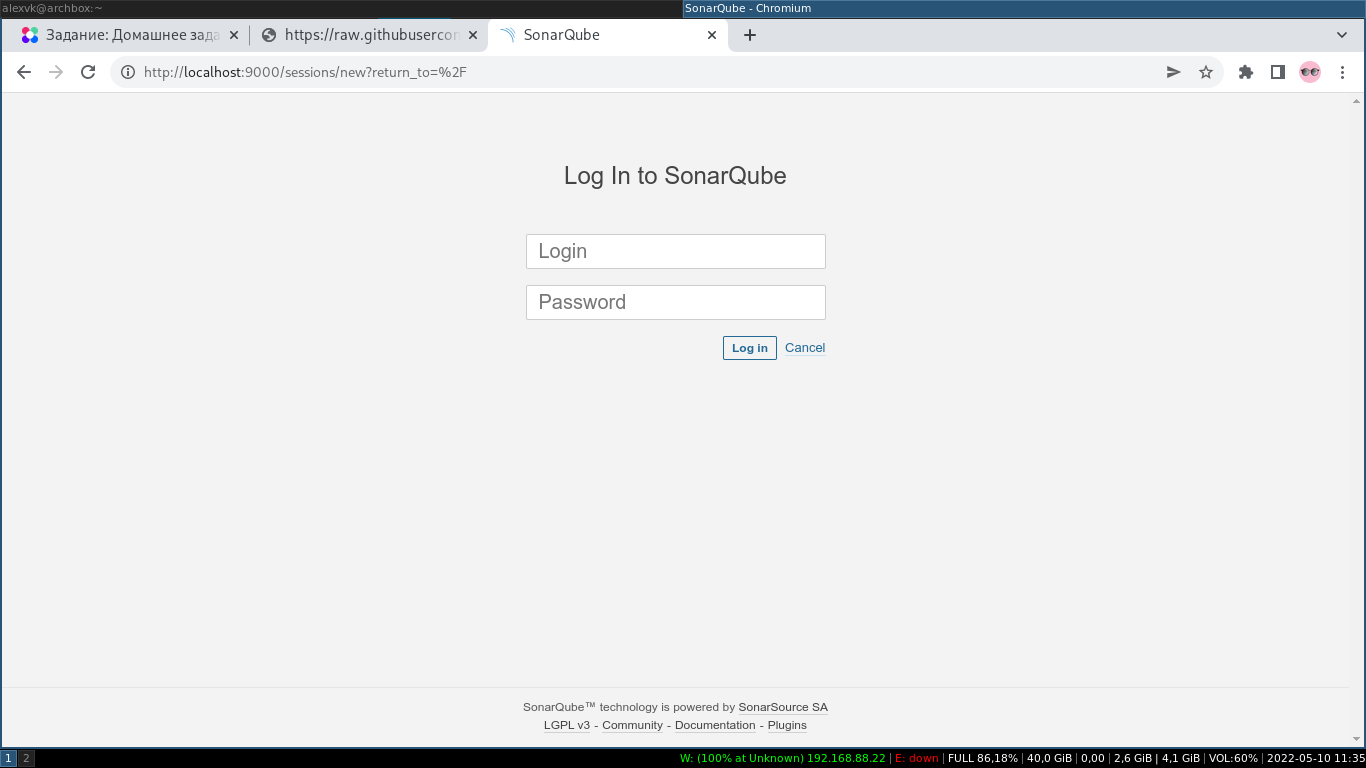 alexvk@archbox:~ SonarQube - Chromium
Задание: Домашнее зада https://raw.githubusercon SonarQube
http://localhost:9000/sessions/new?return_to=%2F
Log In to SonarQube
Login
Password
Log in Cancel
SonarQube™ technology is powered by SonarSource SA
LGPL v3 - Community - Documentation - Plugins
1 2 W: (100% at Unknown) 192.168.88.22 | E: down | FULL 86,18% | 40,0 GiB | 0,00 | 2,6 GiB | 4,1 GiB | VOL:60% | 2022-05-10 11:35